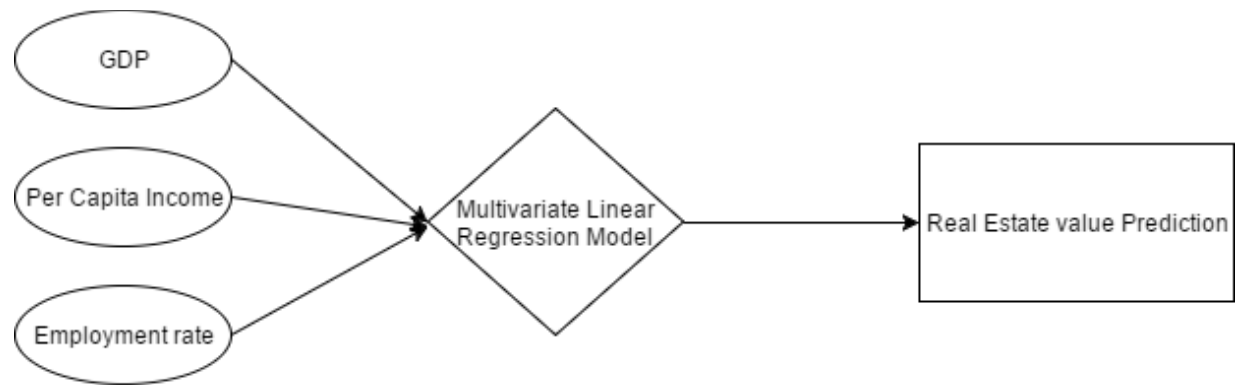 GDP
Per Capita Income
Employment rate
Multivariate Linear
Regression Model
Real Estate value Prediction